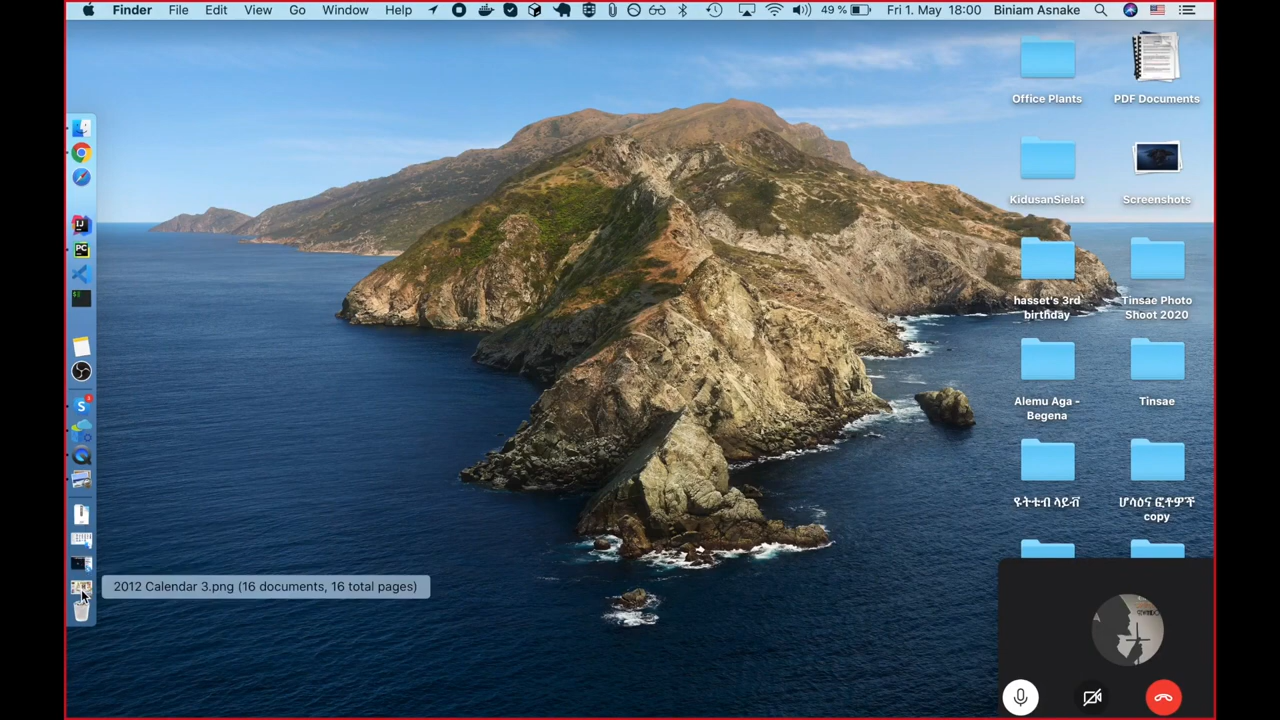 Finder File Edit View Go Window Help 49 % Fri 1. May 18:00 Biniam Asnake
Office Plants
PDF Documents
KidusanSielat
Screenshots
hasset's 3rd
birthday
Tinsae Photo
Shoot 2020
Alemu Aga -
Begena
Tinsae
ዩትቱብ ላይቭ
ሆሳዕና ፎቶዎች
copy
2012 Calendar 3.png (16 documents, 16 total pages)